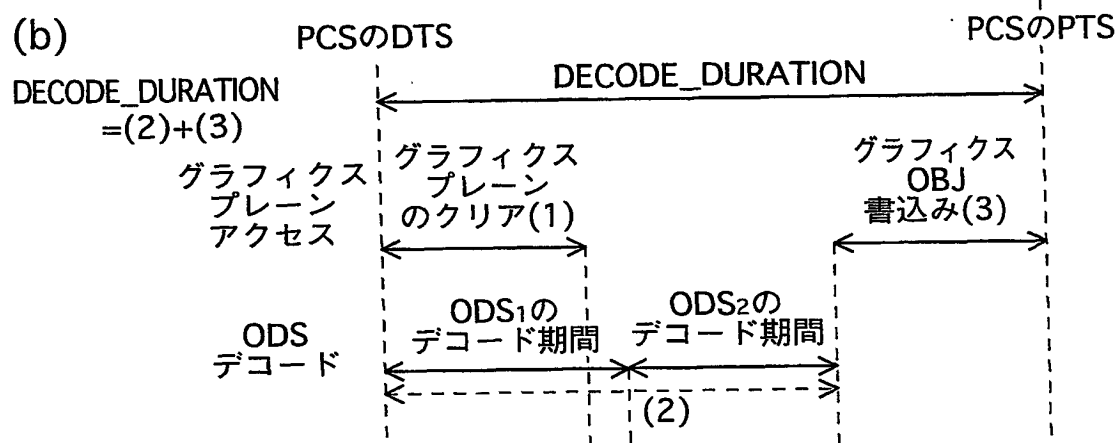 (b)
PCSのDTS
PCSのPTS
DECODE_DURATION
=(2)+(3)
DECODE_DURATION
グラフィクス
プレーン
アクセス
グラフィクス
プレーン
のクリア(1)
グラフィクス
OBJ
書込み(3)
ODS
デコード
ODS1の
デコード期間
ODS2の
デコード期間
(2)